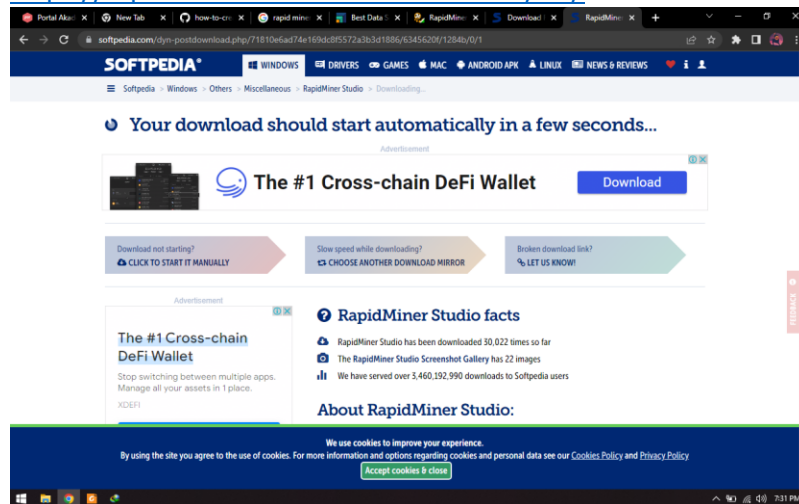 Portal Akad
New Tab
how-to-cre
rapid mine
Best Data S
RapidMiner
Download
RapidMiner
softpedia.com/dyn-postdownload.php/71810e6ad74e169dc8f5572a3b3d1886/6345620f/1284b/0/1
SOFTPEDIA®
WINDOWS DRIVERS GAMES MAC ANDROID APK LINUX NEWS & REVIEWS
Softpedia > Windows > Others > Miscellaneous > RapidMiner Studio > Downloading...
Your download should start automatically in a few seconds...
Advertisement
The #1 Cross-chain DeFi Wallet
Download
Download not starting?
CLICK TO START IT MANUALLY
Slow speed while downloading?
CHOOSE ANOTHER DOWNLOAD MIRROR
Broken download link?
LET US KNOW!
FEEDBACK
Advertisement
The #1 Cross-chain
DeFi Wallet
Stop switching between multiple apps.
Manage all your assets in 1 place.
XDEFI
RapidMiner Studio facts
RapidMiner Studio has been downloaded 30,022 times so far
The RapidMiner Studio Screenshot Gallery has 22 images
We have served over 3,460,192,990 downloads to Softpedia users
About RapidMiner Studio:
We use cookies to improve your experience.
By using the site you agree to the use of cookies. For more information and options regarding cookies and personal data see our Cookies Policy and Privacy Policy
Accept cookies & close
7:31 PM